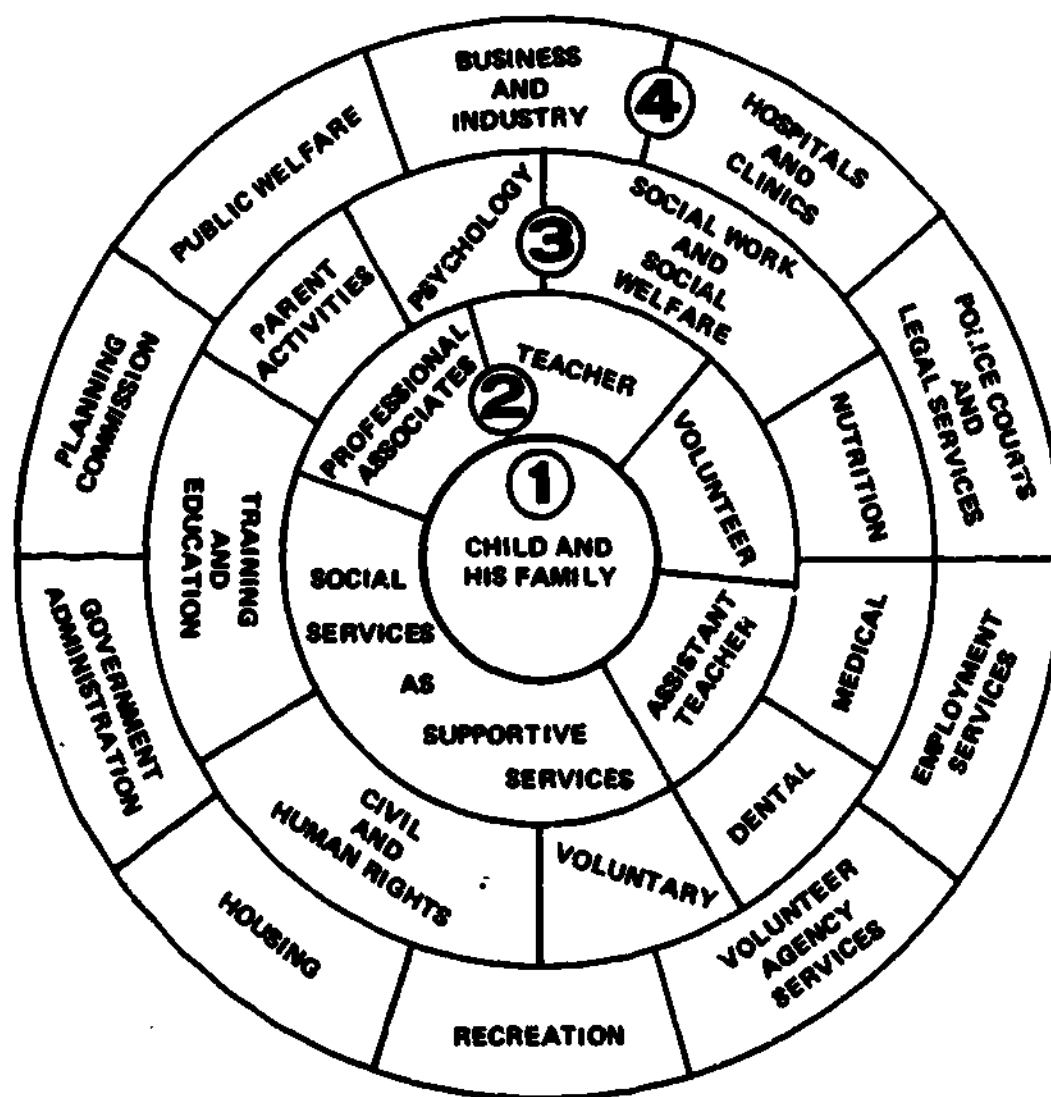 1
CHILD AND
HIS FAMILY
2
TEACHER
VOLUNTEER
ASSISTANT
TEACHER
SOCIAL
SERVICES
AS
SUPPORTIVE
SERVICES
PROFESSIONAL
ASSOCIATES
3
SOCIAL WORK
AND
SOCIAL
WELFARE
NUTRITION
MEDICAL
DENTAL
VOLUNTARY
CIVIL
AND
HUMAN RIGHTS
TRAINING
AND
EDUCATION
PARENT
ACTIVITIES
PSYCHOLOGY
4
HOSPITALS
AND
CLINICS
POLICE COURTS
AND
LEGAL SERVICES
EMPLOYMENT
SERVICES
VOLUNTEER
AGENCY
SERVICES
RECREATION
HOUSING
GOVERNMENT
ADMINISTRATION
PLANNING
COMMISSION
PUBLIC WELFARE
BUSINESS
AND
INDUSTRY